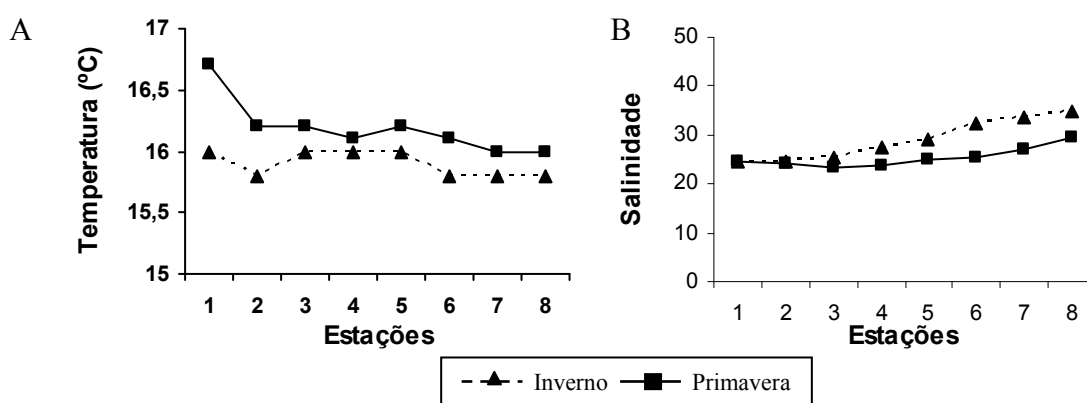 A
Temperatura (ºC)
17
16,5
16
15,5
15
1 2 3 4 5 6 7 8
Estações
B
Salinidade
50
40
30
20
10
0
1 2 3 4 5 6 7 8
Estações
Inverno Primavera